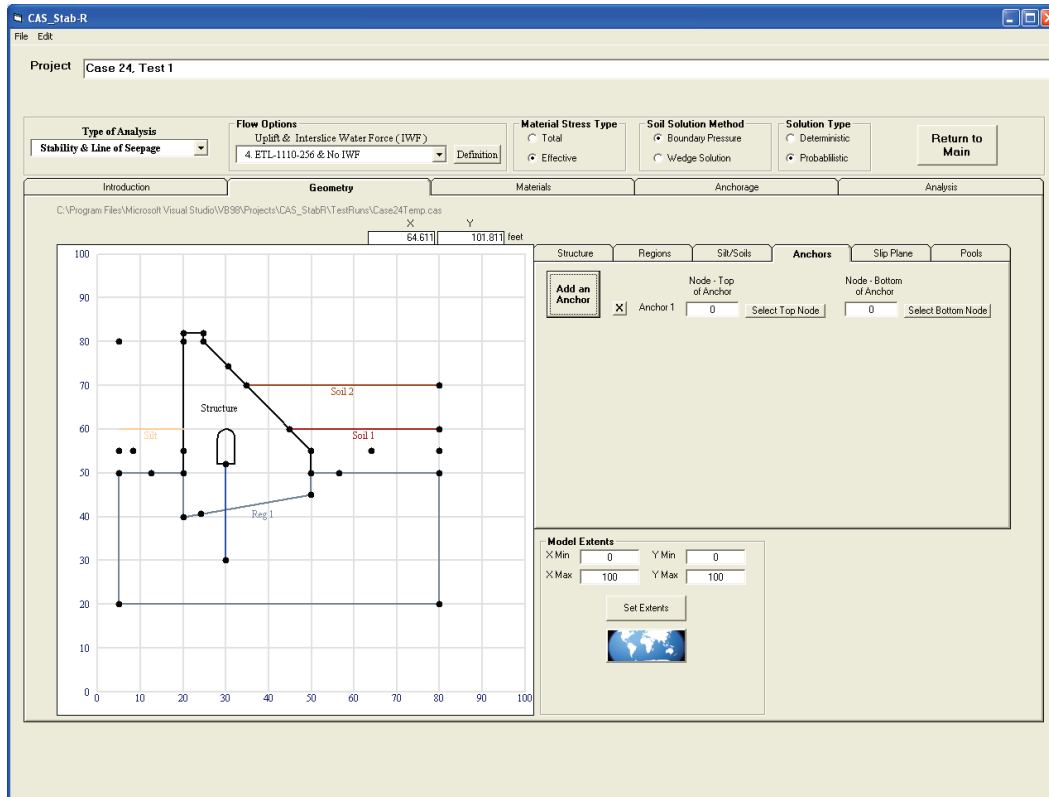 CAS_Stab-R
File Edit
Project Case 24, Test 1
Type of Analysis
Stability & Line of Seepage
Flow Options
Uplift & Interslice Water Force ( IWF )
4. ETL-1110-256 & No IWF
Definition
Material Stress Type
Total
Effective
Soil Solution Method
Boundary Pressure
Wedge Solution
Solution Type
Deterministic
Probablilistic
Return to
Main
Introduction Geometry Materials Anchorage Analysis
C:\Program Files\Microsoft Visual Studio\VB98\Projects\CAS_StabR\TestRuns\Case24Temp.cas
X Y
64.611 101.811 feet
100
90
80
70
60
50
40
30
20
10
0
0 10 20 30 40 50 60 70 80 90 100
Soil 2
Structure
Silt
Soil 1
Reg 1
Structure Regions Silt/Soils Anchors Slip Plane Pools
Add an
Anchor
X Anchor 1
Node - Top
of Anchor
0 Select Top Node
Node - Bottom
of Anchor
0 Select Bottom Node
Model Extents
X Min 0 Y Min 0
X Max 100 Y Max 100
Set Extents